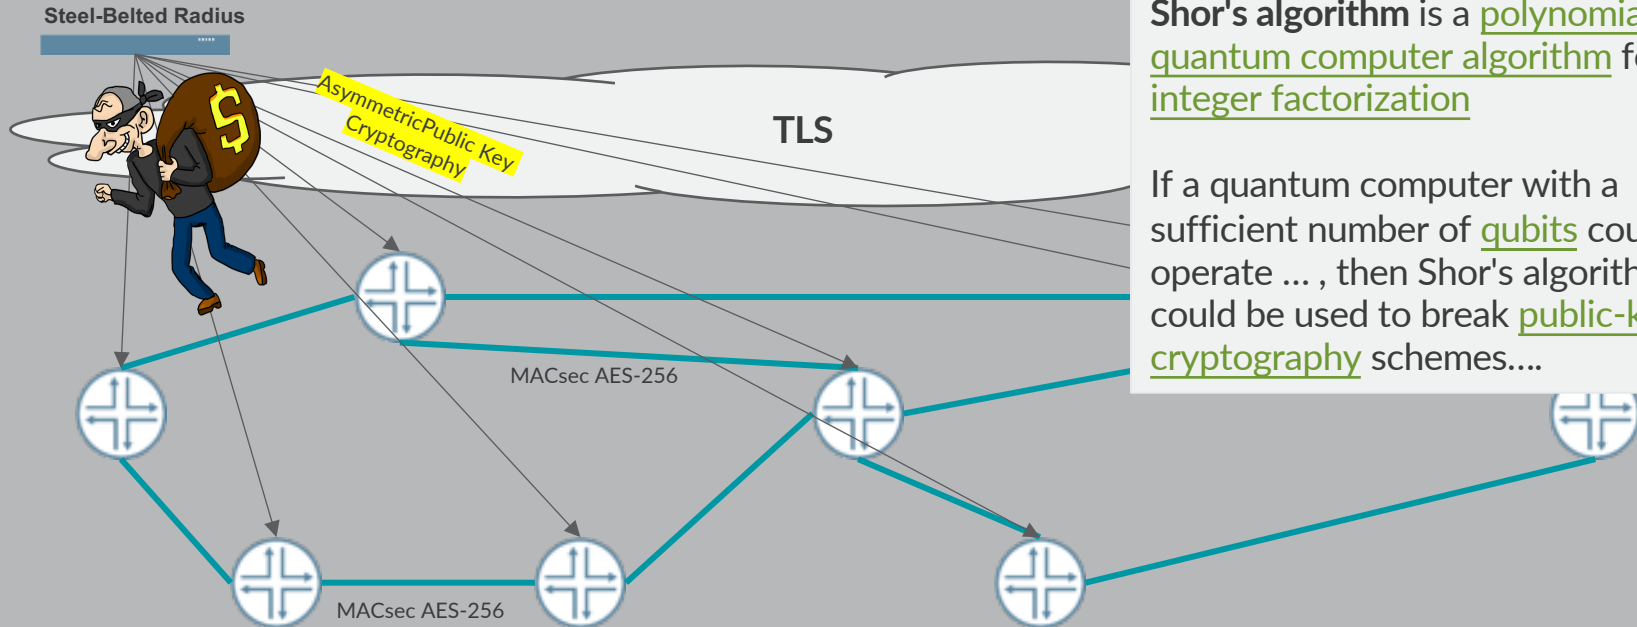 Steel-Belted Radius
AsymmetricPublic Key
Cryptography
TLS
$
MACsec AES-256
MACsec AES-256
Shor's algorithm is a polynomia
quantum computer algorithm f
integer factorization
If a quantum computer with a
sufficient number of qubits cou
operate ... , then Shor's algorith
could be used to break public-k
cryptography schemes....